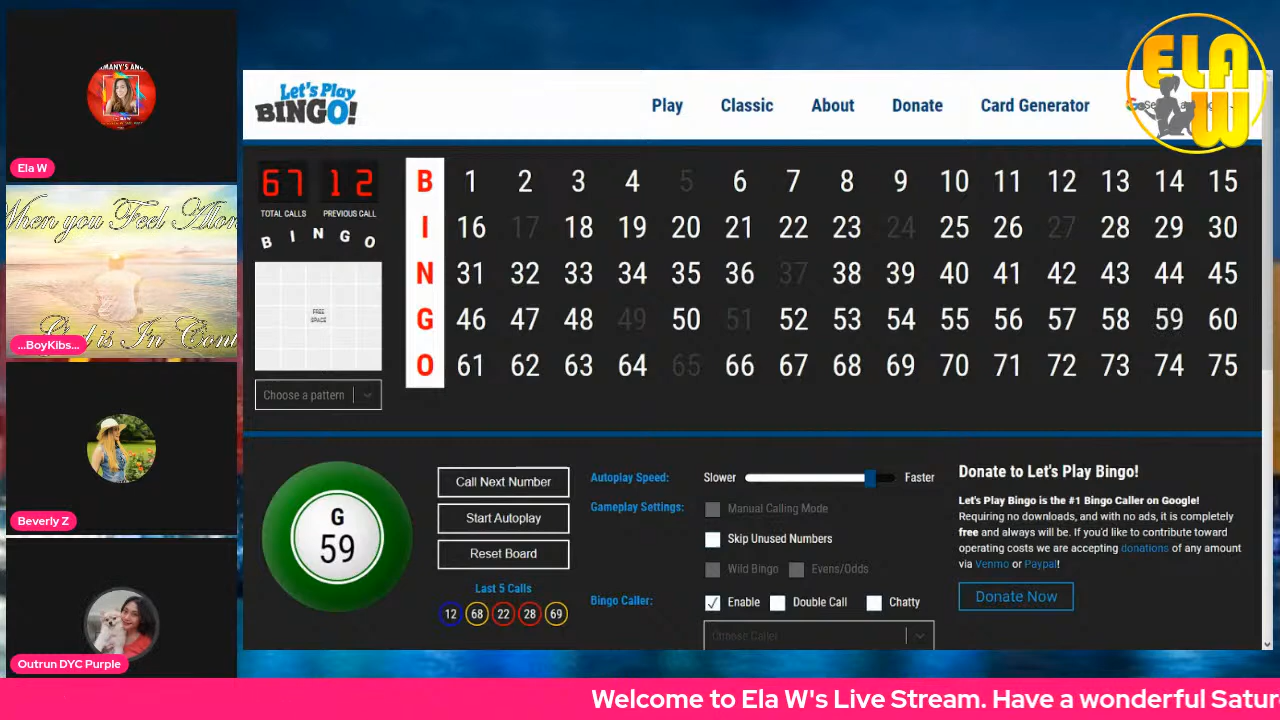 MANY'S ANG
Ela W
When you Feel Alon
God is In Cont
...BoyKibs...
Beverly Z
Outrun DYC Purple
Let's Play
BINGO!
Play Classic About Donate Card Generator
ELA
W
67 12
TOTAL CALLS PREVIOUS CALL
B I N G O
FREE
SPACE
Choose a pattern
B 1 2 3 4 5 6 7 8 9 10 11 12 13 14 15
I 16 17 18 19 20 21 22 23 24 25 26 27 28 29 30
N 31 32 33 34 35 36 37 38 39 40 41 42 43 44 45
G 46 47 48 49 50 51 52 53 54 55 56 57 58 59 60
O 61 62 63 64 65 66 67 68 69 70 71 72 73 74 75
G
59
Call Next Number
Start Autoplay
Reset Board
Last 5 Calls
12 68 22 28 69
Autoplay Speed: Slower Faster
Gameplay Settings: Manual Calling Mode
Skip Unused Numbers
Wild Bingo Evens/Odds
Bingo Caller: Enable Double Call Chatty
Choose Caller
Donate to Let's Play Bingo!
Let's Play Bingo is the #1 Bingo Caller on Google!
Requiring no downloads, and with no ads, it is completely
free and always will be. If you'd like to contribute toward
operating costs we are accepting donations of any amount
via Venmo or Paypal!
Donate Now
Welcome to Ela W's Live Stream. Have a wonderful Satur